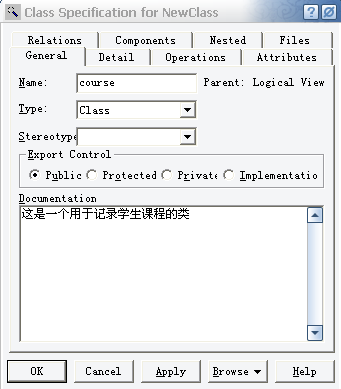 Class Specification for NewClass
Relations Components Nested Files
General Detail Operations Attributes
Name: course Parent: Logical View
Type: Class
Stereotype
Export Control
Public Protected Private Implementatio
Documentation
这是一个用于记录学生课程的类
OK Cancel Apply Browse Help